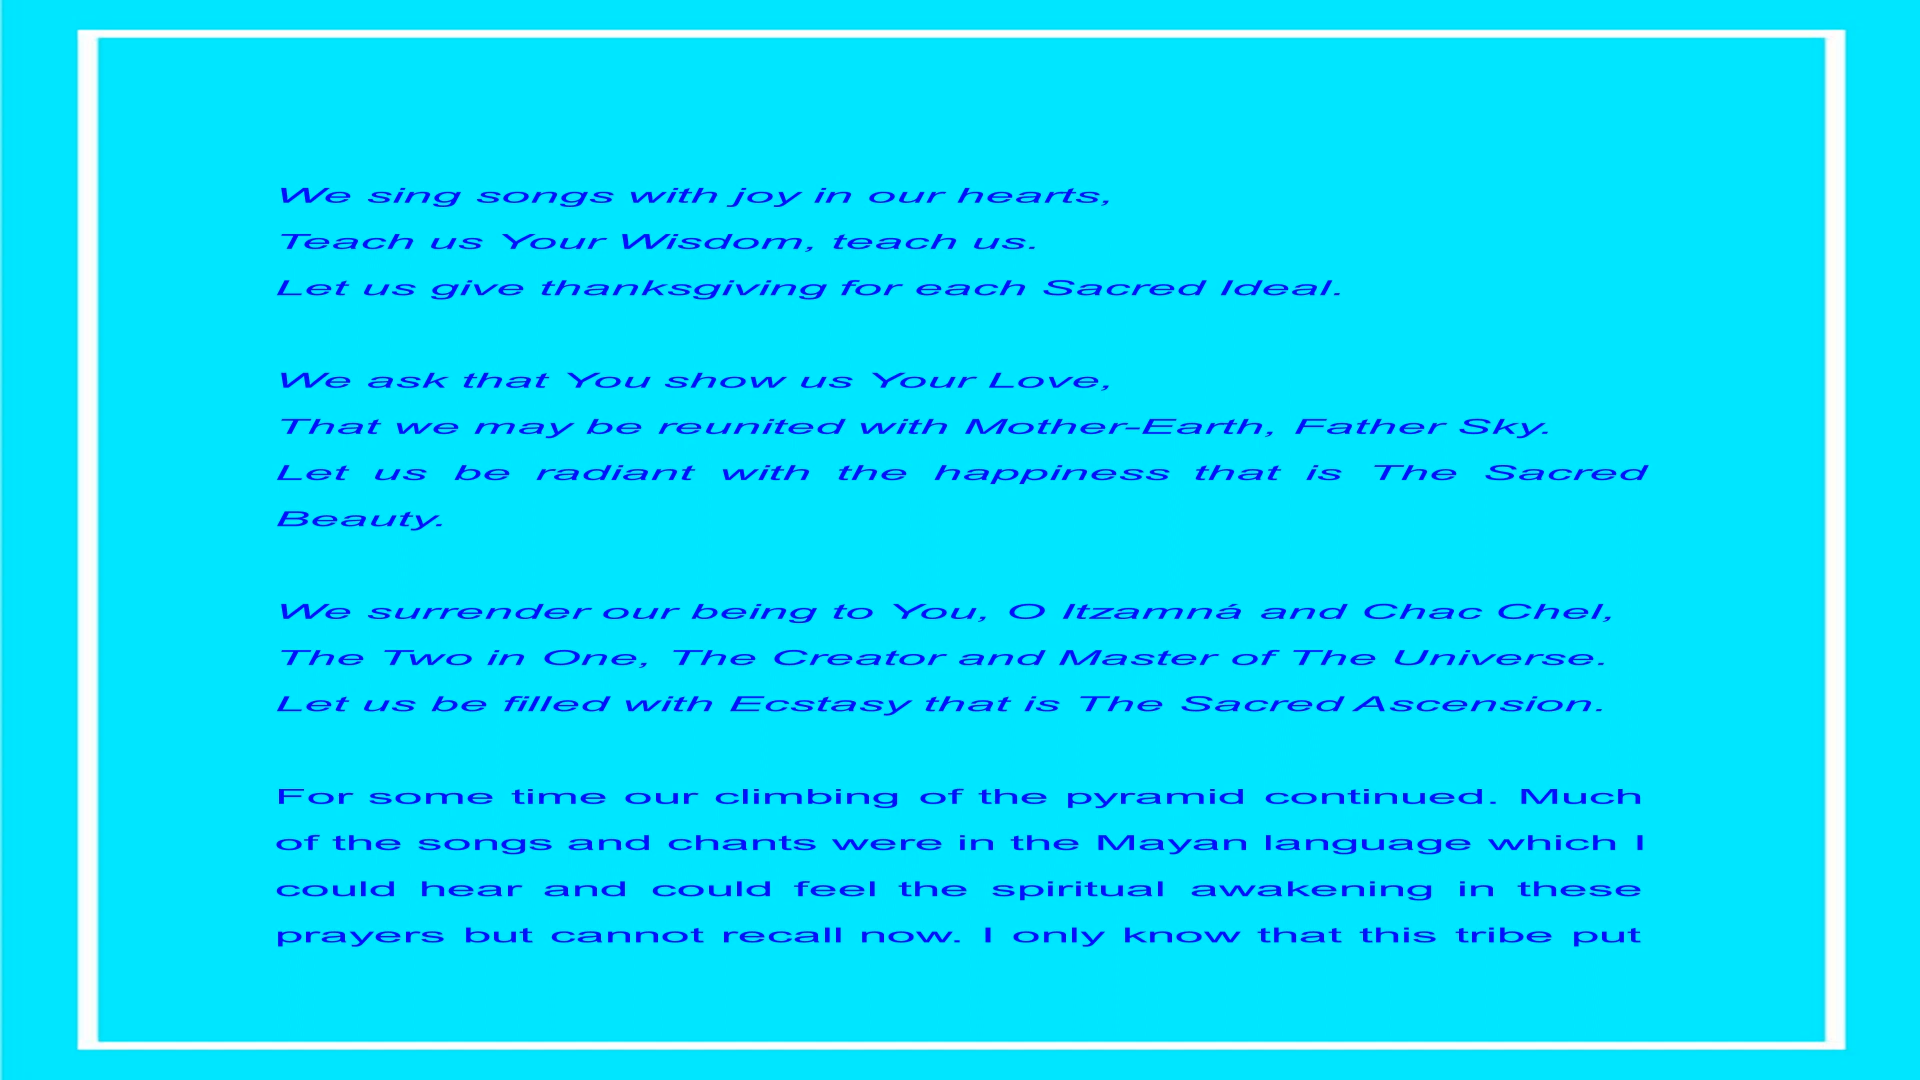 We sing songs with joy in our hearts,
Teach us Your Wisdom, teach us.
Let us give thanksgiving for each Sacred Ideal.
We ask that You show us Your Love,
That we may be reunited with Mother-Earth, Father Sky.
Let us be radiant with the happiness that is The Sacred
Beauty.
We surrender our being to You, O Itzamná and Chac Chel,
The Two in One, The Creator and Master of The Universe.
Let us be filled with Ecstasy that is The Sacred Ascension.
For some time our climbing of the pyramid continued. Much
of the songs and chants were in the Mayan language which I
could hear and could feel the spiritual awakening in these
prayers but cannot recall now. I only know that this tribe put